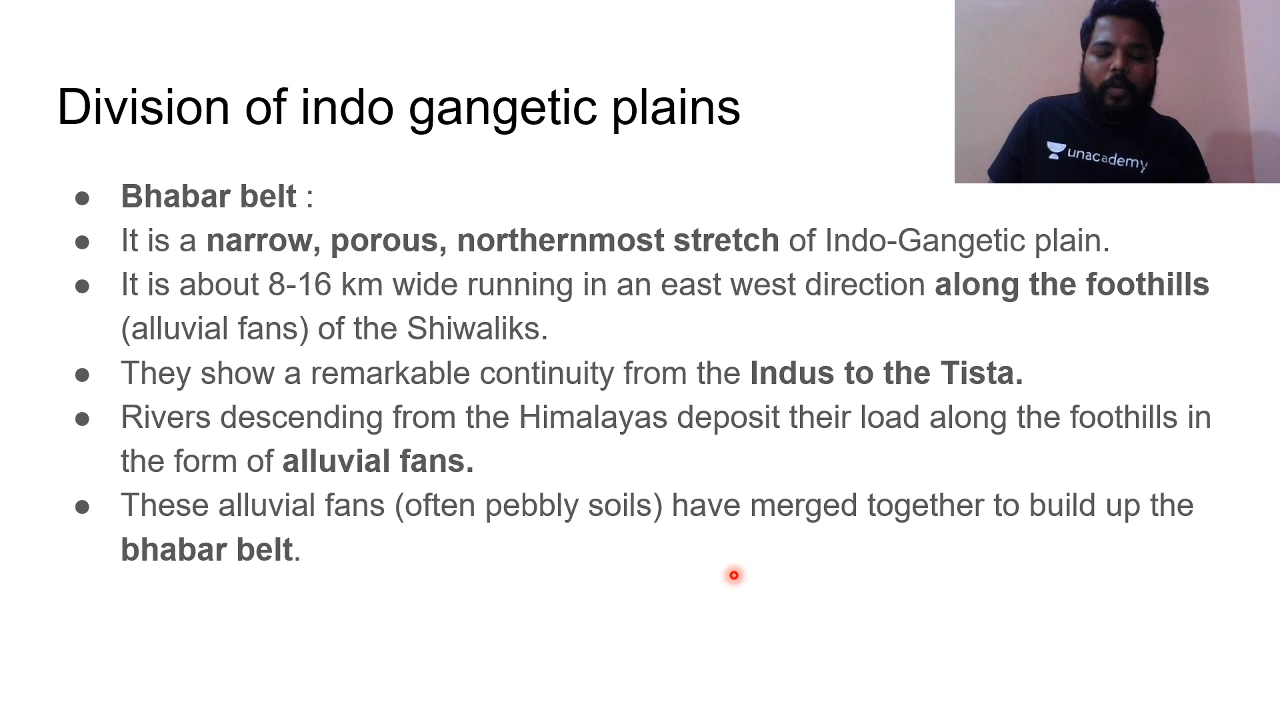 Division of indo gangetic plains
unacademy
● Bhabar belt :
● It is a narrow, porous, northernmost stretch of Indo-Gangetic plain.
● It is about 8-16 km wide running in an east west direction along the foothills
(alluvial fans) of the Shiwaliks.
● They show a remarkable continuity from the Indus to the Tista.
● Rivers descending from the Himalayas deposit their load along the foothills in
the form of alluvial fans.
● These alluvial fans (often pebbly soils) have merged together to build up the
bhabar belt.